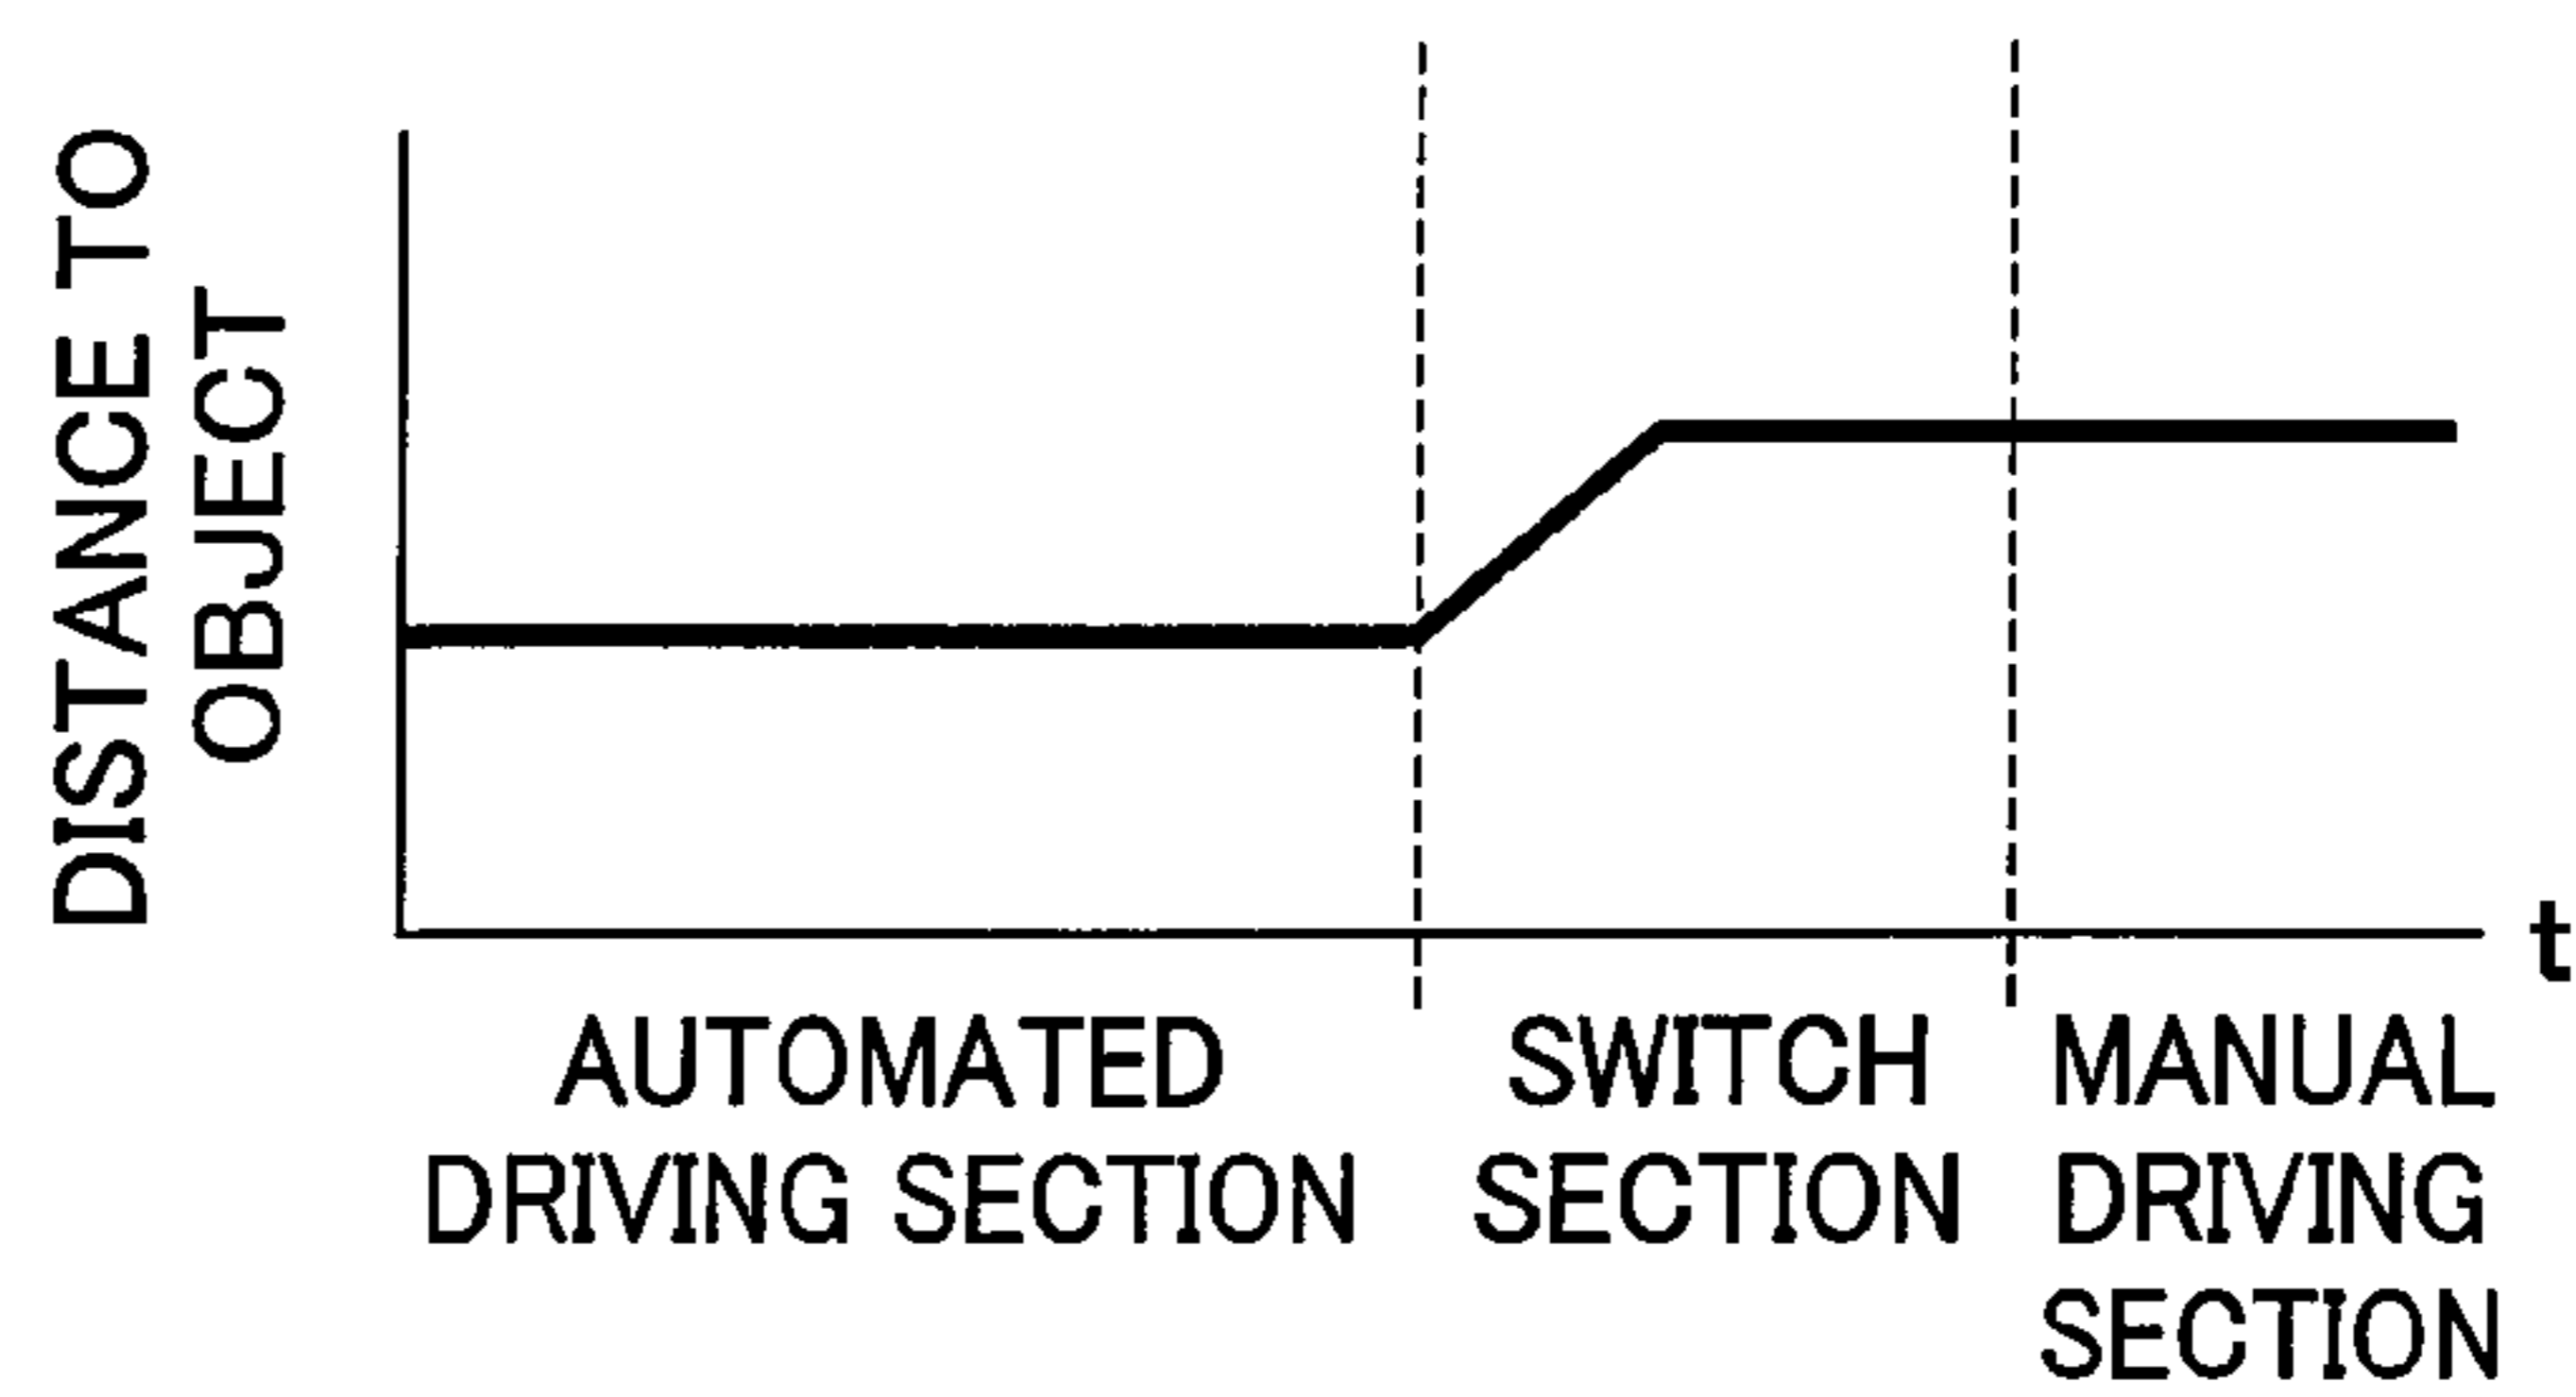 DISTANCE TO
OBJECT
t
AUTOMATED
DRIVING SECTION
SWITCH
SECTION
MANUAL
DRIVING
SECTION